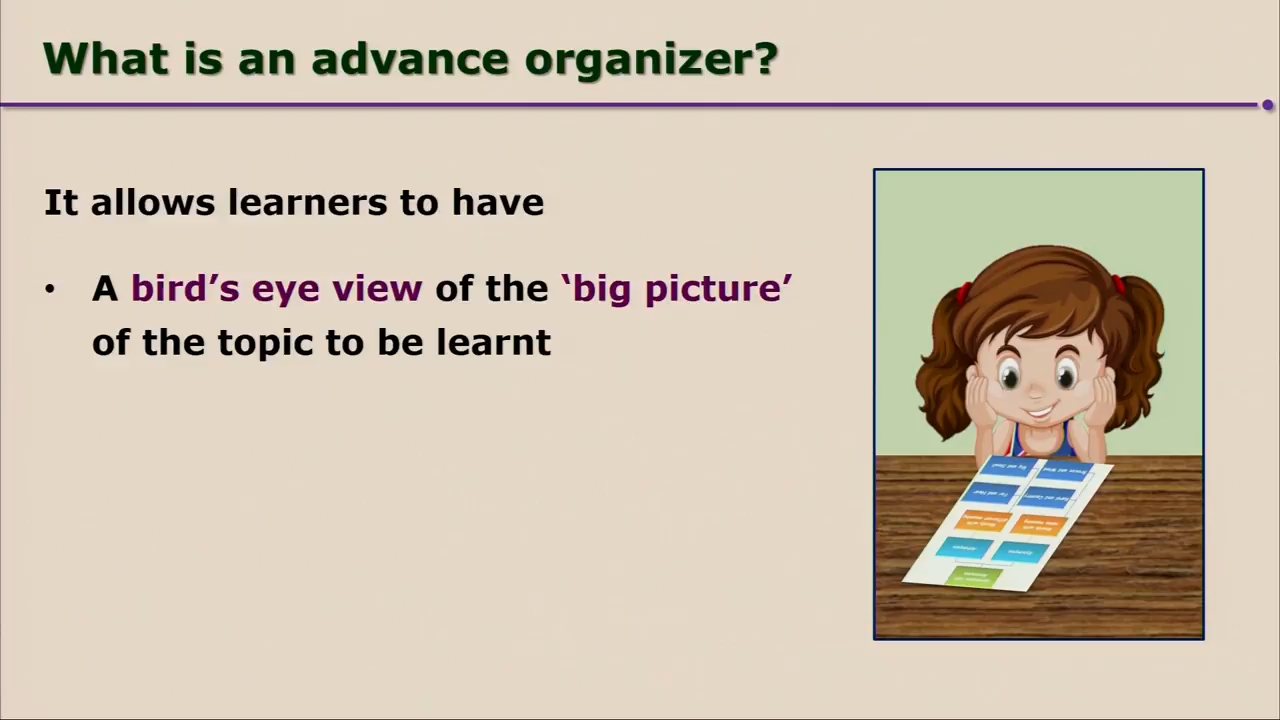 What is an advance organizer?
It allows learners to have
• A bird’s eye view of the ‘big picture’
of the topic to be learnt